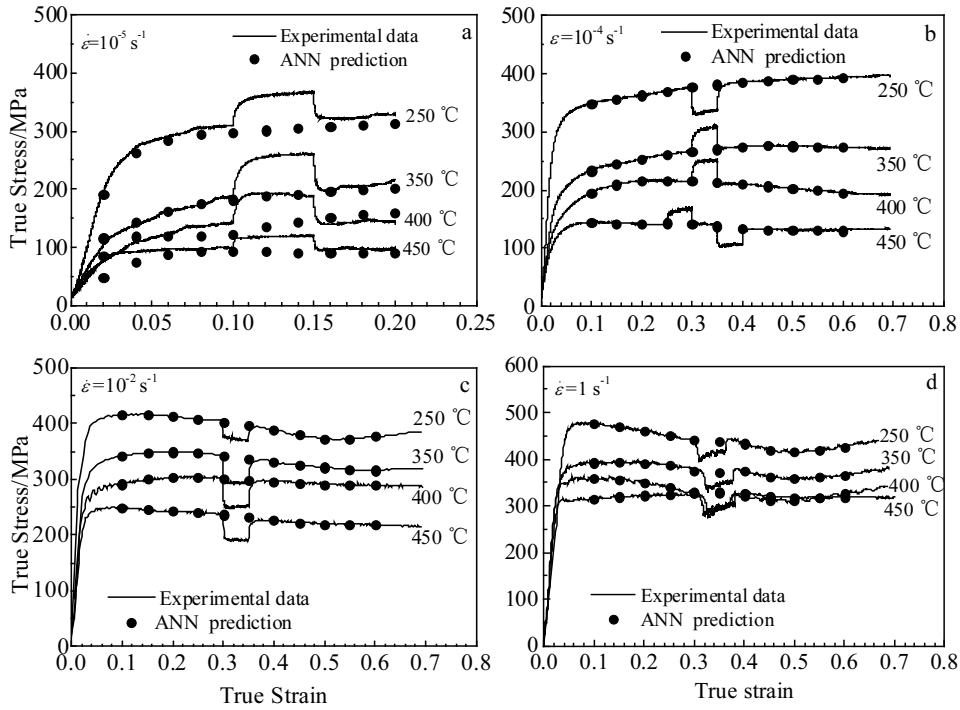 500
400
300
200
100
0
0.00 0.05 0.10 0.15 0.20 0.25
True Stress/MPa
ε̇=10⁻⁵ s⁻¹
Experimental data
ANN prediction
a
250 ℃
350 ℃
400 ℃
450 ℃
500
400
300
200
100
0
0.0 0.1 0.2 0.3 0.4 0.5 0.6 0.7 0.8
ε=10⁻⁴ s⁻¹
Experimental data
ANN prediction
b
250 ℃
350 ℃
400 ℃
450 ℃
500
400
300
200
100
0
0.0 0.1 0.2 0.3 0.4 0.5 0.6 0.7 0.8
True Stress/MPa
True Strain
ε̇=10⁻² s⁻¹
c
250 ℃
350 ℃
400 ℃
450 ℃
Experimental data
ANN prediction
600
500
400
300
200
100
0
0.0 0.1 0.2 0.3 0.4 0.5 0.6 0.7 0.8
True strain
ε̇=1 s⁻¹
d
250 ℃
350 ℃
400 ℃
450 ℃
Experimental data
ANN prediction